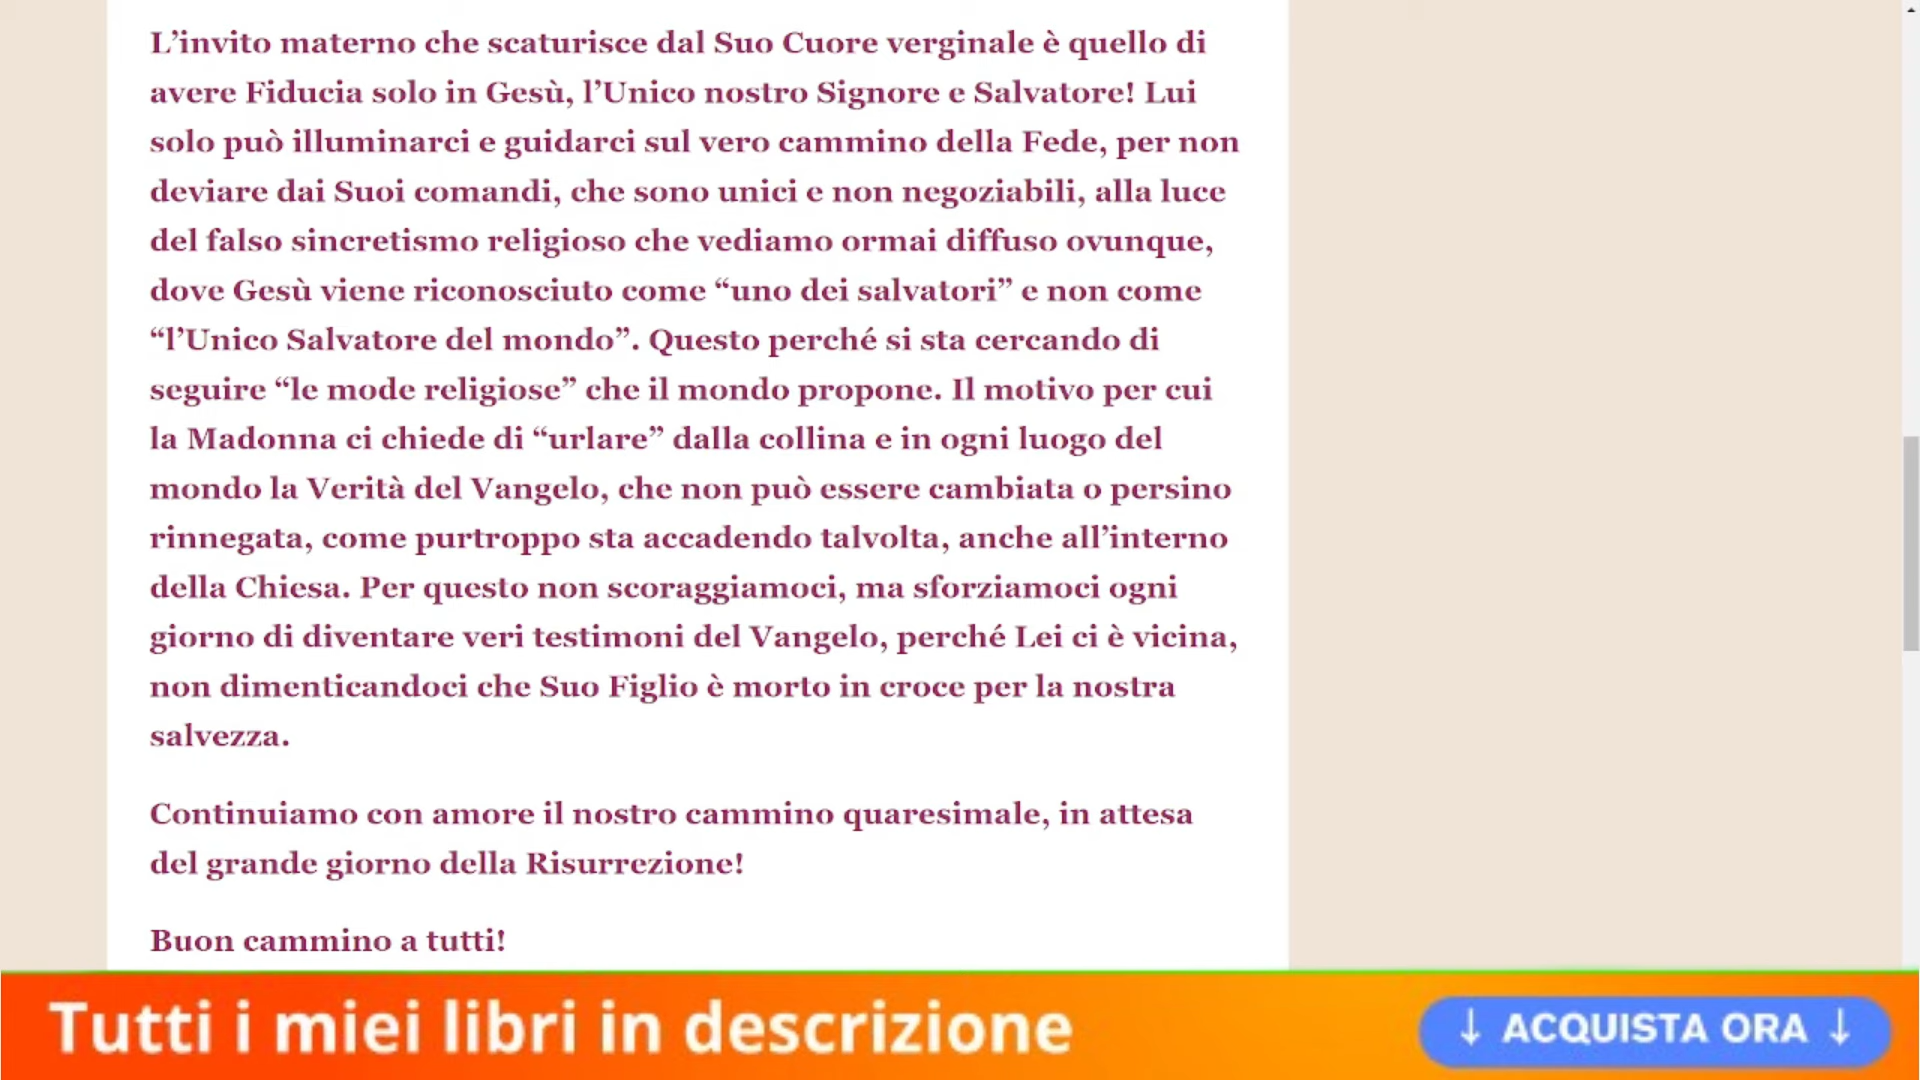 L’invito materno che scaturisce dal Suo Cuore verginale è quello di
avere Fiducia solo in Gesù, l’Unico nostro Signore e Salvatore! Lui
solo può illuminarci e guidarci sul vero cammino della Fede, per non
deviare dai Suoi comandi, che sono unici e non negoziabili, alla luce
del falso sincretismo religioso che vediamo ormai diffuso ovunque,
dove Gesù viene riconosciuto come “uno dei salvatori” e non come
“l’Unico Salvatore del mondo”. Questo perché si sta cercando di
seguire “le mode religiose” che il mondo propone. Il motivo per cui
la Madonna ci chiede di “urlare” dalla collina e in ogni luogo del
mondo la Verità del Vangelo, che non può essere cambiata o persino
rinnegata, come purtroppo sta accadendo talvolta, anche all’interno
della Chiesa. Per questo non scoraggiamoci, ma sforziamoci ogni
giorno di diventare veri testimoni del Vangelo, perché Lei ci è vicina,
non dimenticandoci che Suo Figlio è morto in croce per la nostra
salvezza.
Continuiamo con amore il nostro cammino quaresimale, in attesa
del grande giorno della Risurrezione!
Buon cammino a tutti!
Tutti i miei libri in descrizione
↓ ACQUISTA ORA ↓